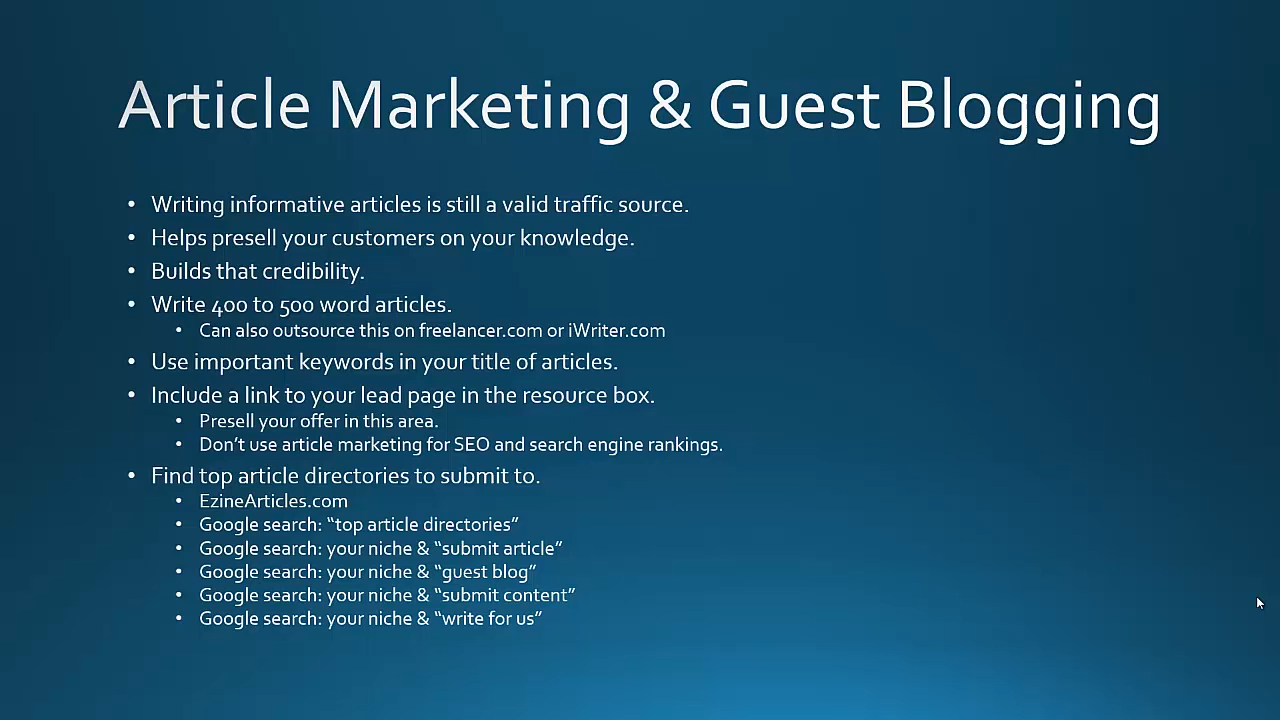 Article Marketing & Guest Blogging
• Writing informative articles is still a valid traffic source.
• Helps presell your customers on your knowledge.
• Builds that credibility.
• Write 400 to 500 word articles.
• Can also outsource this on freelancer.com or iWriter.com
• Use important keywords in your title of articles.
• Include a link to your lead page in the resource box.
• Presell your offer in this area.
• Don’t use article marketing for SEO and search engine rankings.
• Find top article directories to submit to.
• EzineArticles.com
• Google search: “top article directories”
• Google search: your niche & “submit article”
• Google search: your niche & “guest blog”
• Google search: your niche & “submit content”
• Google search: your niche & “write for us”